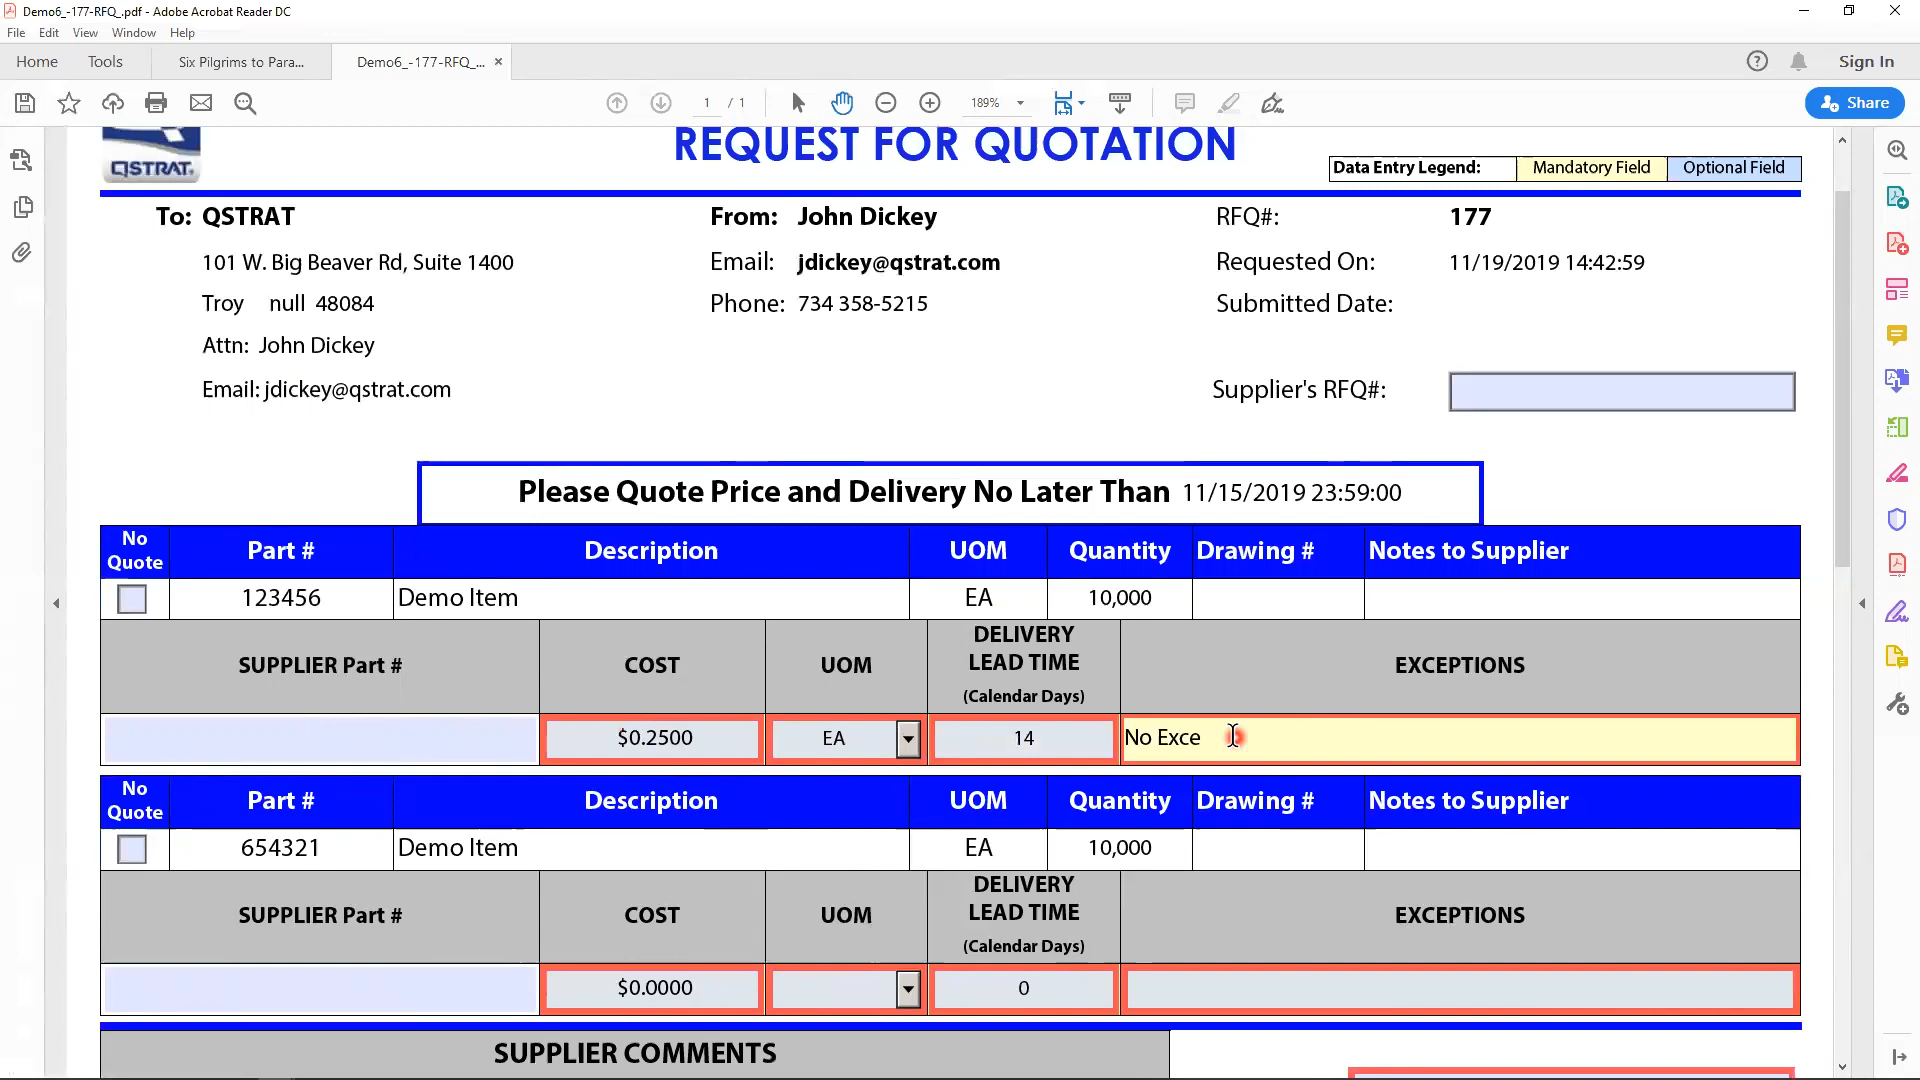 Demo6_-177-RFQ_.pdf - Adobe Acrobat Reader DC
File Edit View Window Help
Home Tools Six Pilgrims to Para... Demo6_-177-RFQ_... × Sign In
1 / 1 189% Share
QSTRAT.
REQUEST FOR QUOTATION
Data Entry Legend: Mandatory Field Optional Field
To: QSTRAT From: John Dickey RFQ#: 177
101 W. Big Beaver Rd, Suite 1400 Email: jdickey@qstrat.com Requested On: 11/19/2019 14:42:59
Troy null 48084 Phone: 734 358-5215 Submitted Date:
Attn: John Dickey
Email: jdickey@qstrat.com Supplier's RFQ#:
Please Quote Price and Delivery No Later Than 11/15/2019 23:59:00
No Quote Part # Description UOM Quantity Drawing # Notes to Supplier
123456 Demo Item EA 10,000
SUPPLIER Part # COST UOM DELIVERY LEAD TIME (Calendar Days) EXCEPTIONS
$0.2500 EA 14 No Exce
No Quote Part # Description UOM Quantity Drawing # Notes to Supplier
654321 Demo Item EA 10,000
SUPPLIER Part # COST UOM DELIVERY LEAD TIME (Calendar Days) EXCEPTIONS
$0.0000 0
SUPPLIER COMMENTS